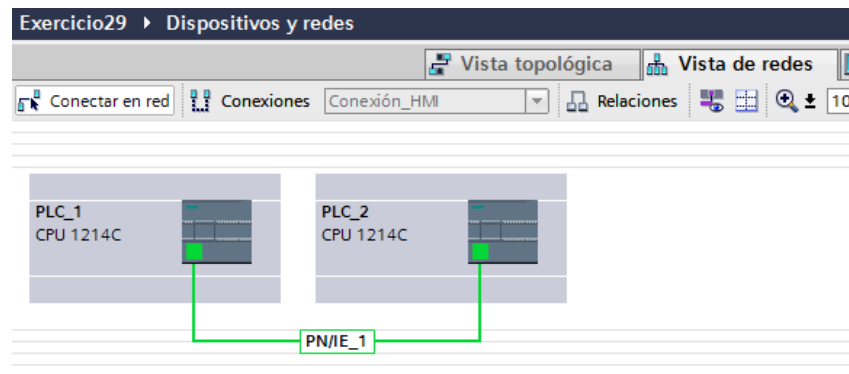 Exercicio29 ▸ Dispositivos y redes
Vista topológica Vista de redes
Conectar en red Conexiones Conexión_HMI Relaciones 10
PLC_1
CPU 1214C
PLC_2
CPU 1214C
PN/IE_1